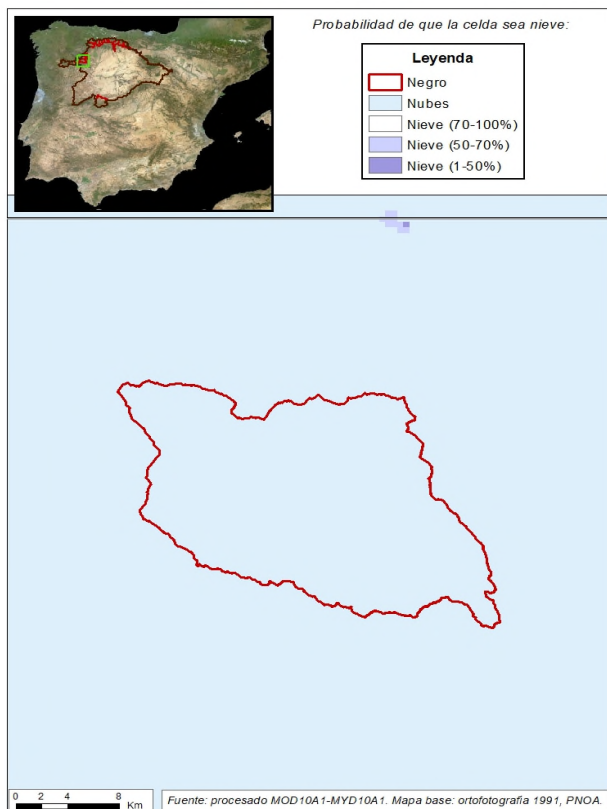 Probabilidad de que la celda sea nieve:
Leyenda
Negro
Nubes
Nieve (70-100%)
Nieve (50-70%)
Nieve (1-50%)
0 2 4 8
Km
Fuente: procesado MOD10A1-MYD10A1. Mapa base: ortofotografía 1991, PNOA